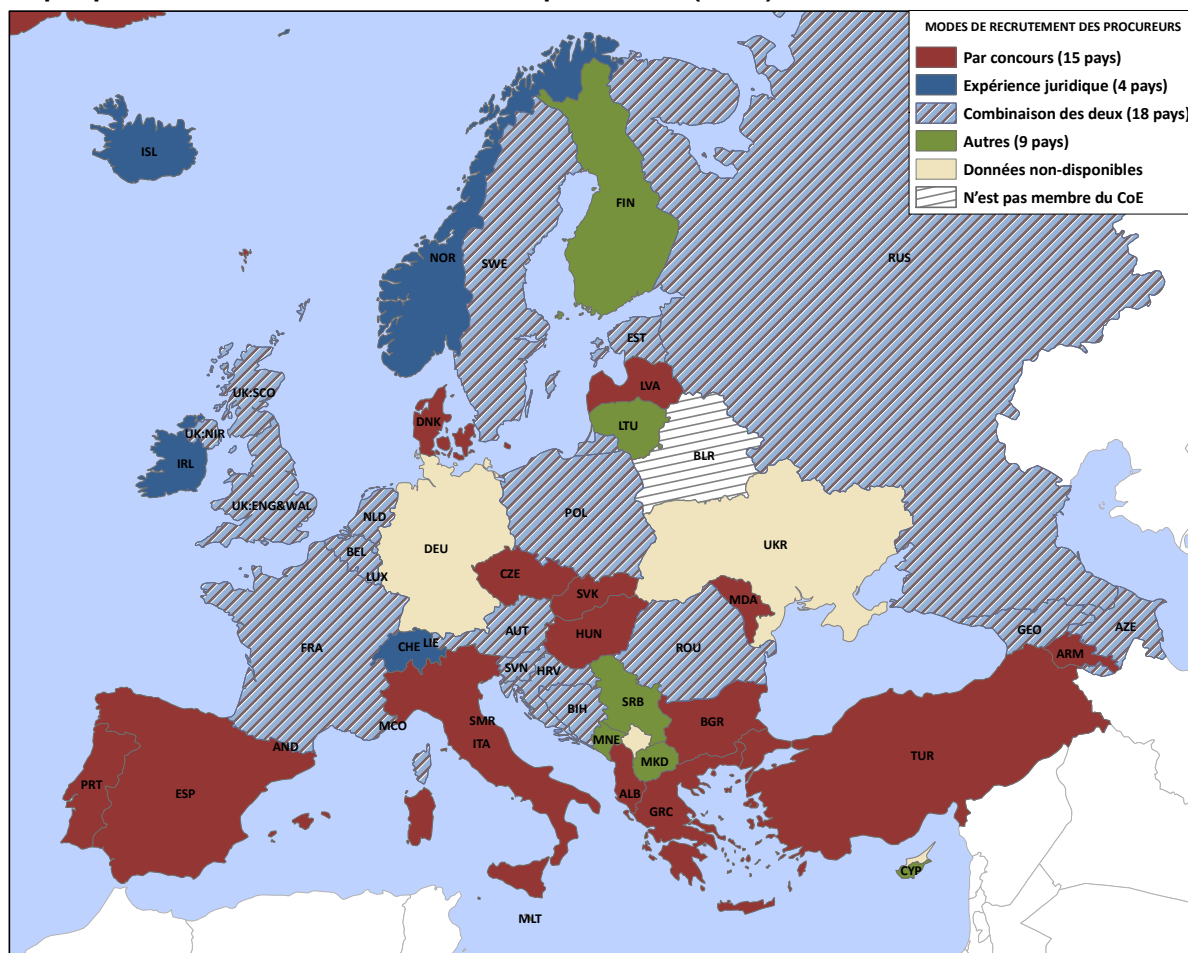 MODES DE RECRUTEMENT DES PROCUREURS
Par concours (15 pays)
Expérience juridique (4 pays)
Combinaison des deux (18 pays)
Autres (9 pays)
Données non-disponibles
N'est pas membre du CoE
ISL
FIN
NOR
SWE
RUS
EST
LVA
UK:SCO
DNK
LTU
UK:NIR
BLR
IRL
UK:ENG&WAL
NLD
POL
DEU
UKR
BEL
LUX
CZE
SVK
MDA
HUN
AUT
GEO
AZE
FRA
CHE
LIE
ROU
ARM
SVN
HRV
SRB
BIH
MCO
SMR
BGR
MNE
ITA
AND
TUR
MKD
PRT
ESP
ALB
GRC
CYP
MLT